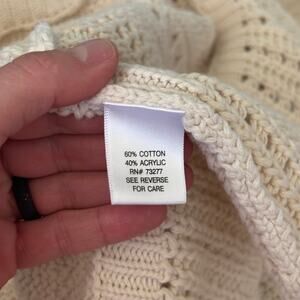 60% COTTON
40% ACRYLIC
RN# 73277
SEE REVERSE
FOR CARE